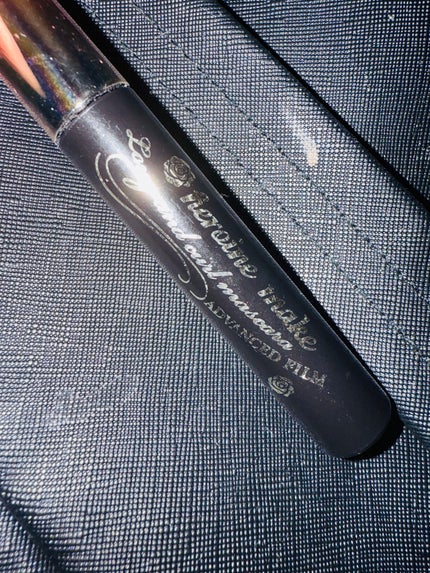 heroine make
Long and curl mascara
ADVANCED FILM